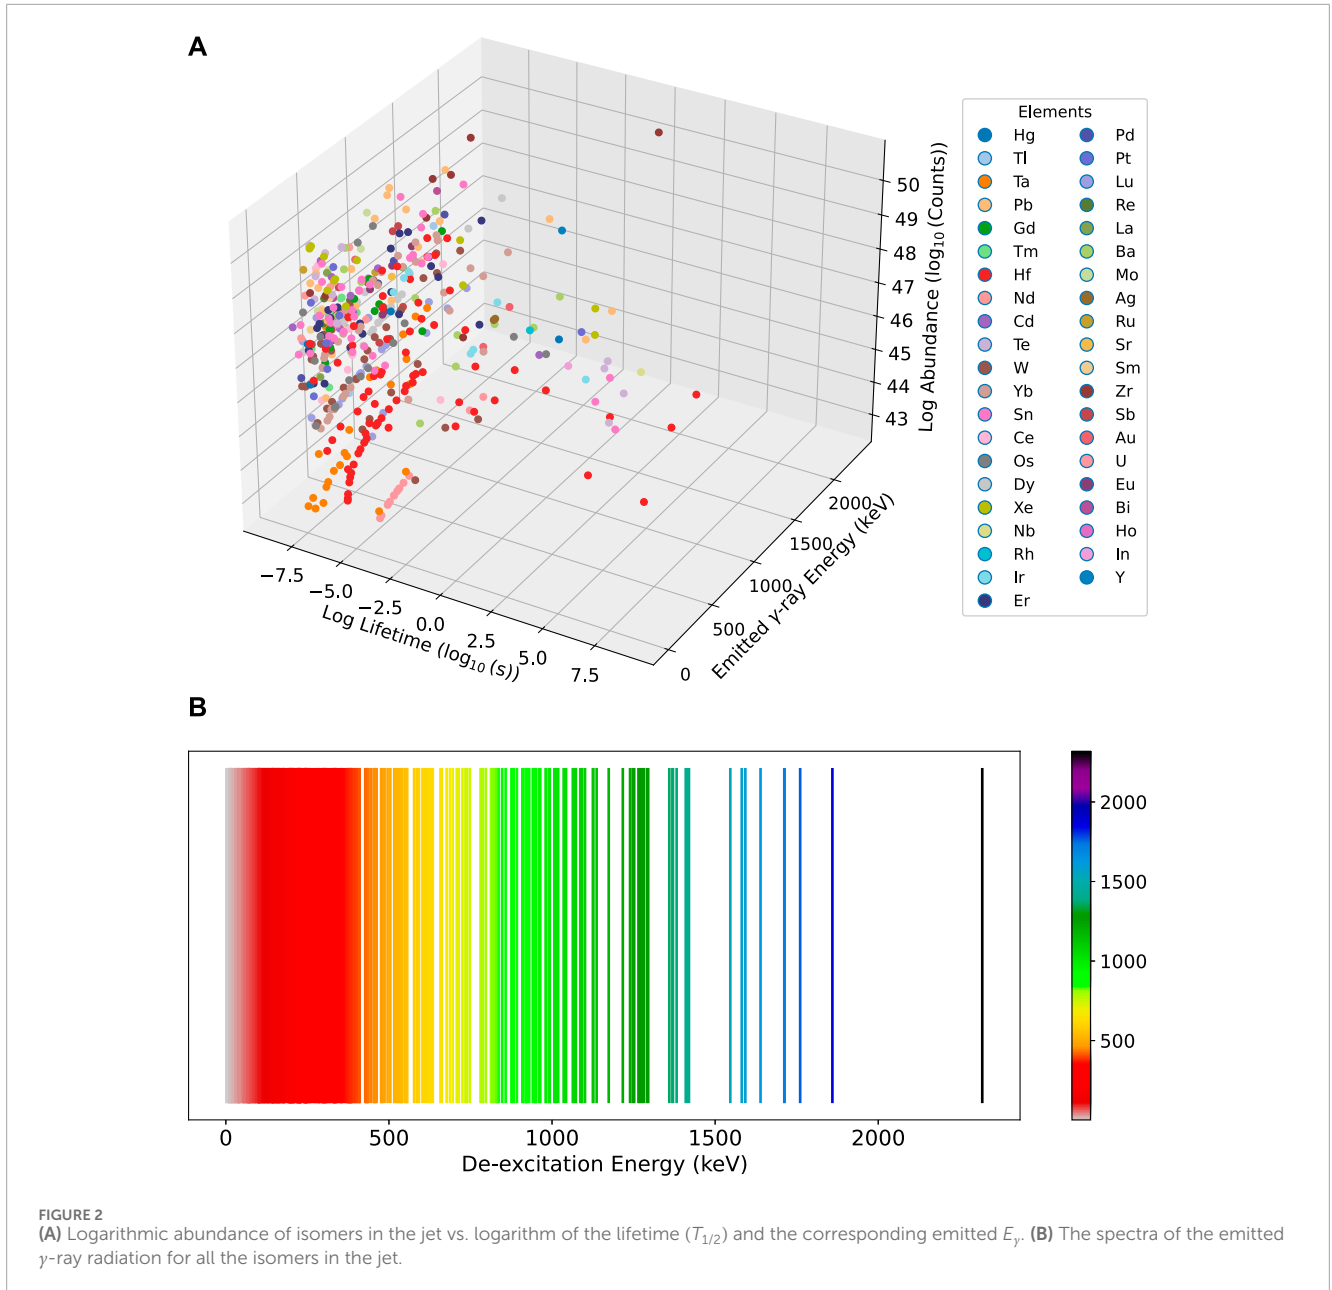 A
50
49
48
47
46
45
44
43
Log Abundance (log10 (Counts))
−7.5
−5.0
−2.5
0.0
2.5
5.0
7.5
Log Lifetime (log10 (s))
0
500
1000
1500
2000
Emitted γ-ray Energy (keV)
Elements
Hg Pd
Tl Pt
Ta Lu
Pb Re
Gd La
Tm Ba
Hf Mo
Nd Ag
Cd Ru
Te Sr
W Sm
Yb Zr
Sn Sb
Ce Au
Os U
Dy Eu
Xe Bi
Nb Ho
Rh In
Ir Y
Er
B
2000
1500
1000
500
0 500 1000 1500 2000
De-excitation Energy (keV)
FIGURE 2
(A) Logarithmic abundance of isomers in the jet vs. logarithm of the lifetime (T1/2) and the corresponding emitted Eγ. (B) The spectra of the emitted
γ-ray radiation for all the isomers in the jet.